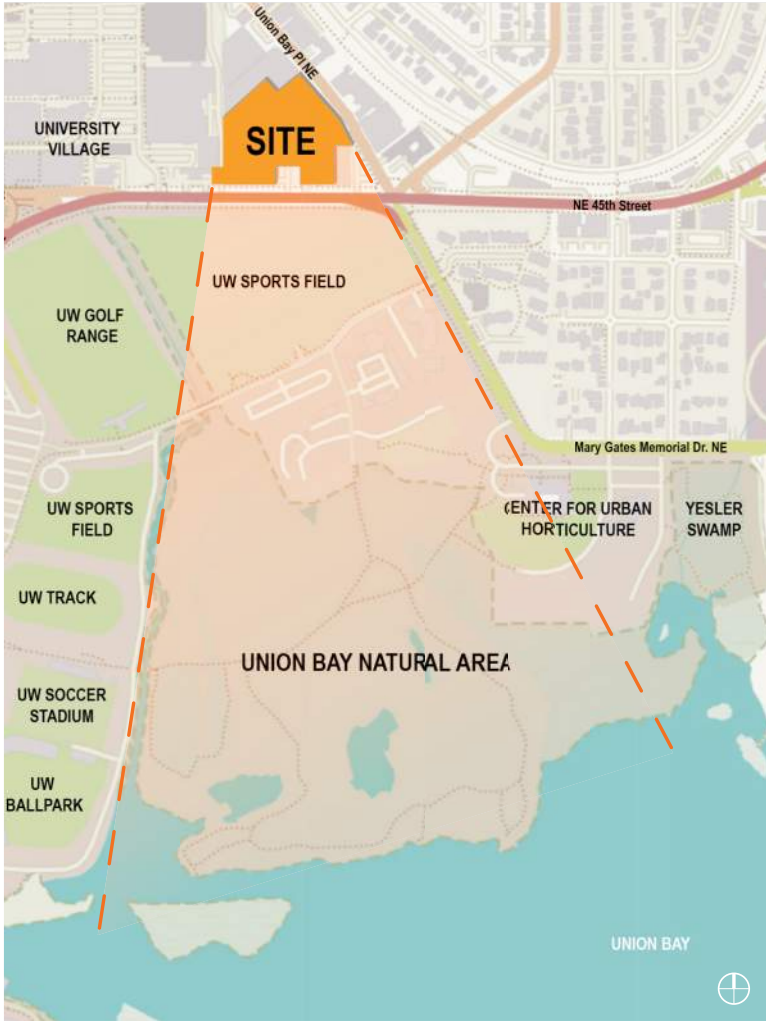 Union Bay Pl NE
UNIVERSITY
VILLAGE
SITE
NE 45th Street
UW SPORTS FIELD
UW GOLF
RANGE
Mary Gates Memorial Dr. NE
UW SPORTS
FIELD
CENTER FOR URBAN
HORTICULTURE
YESLER
SWAMP
UW TRACK
UNION BAY NATURAL AREA
UW SOCCER
STADIUM
UW
BALLPARK
UNION BAY